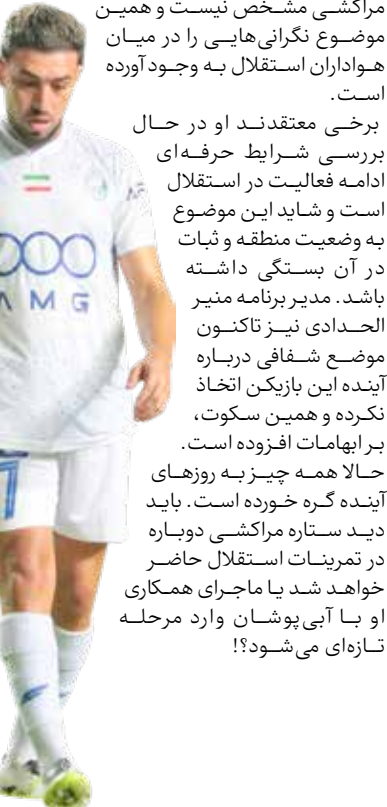 مراکشی مشخص نیست و همین
موضوع نگرانی‌هایی را در میان
هواداران استقلال به وجود آورده
است.
برخی معتقدند او در حال
بررسی شرایط حرفه‌ای
ادامه فعالیت در استقلال
است و شاید این موضوع
به وضعیت منطقه و ثبات
در آن بستگی داشته
باشد. مدیر برنامه منیر
الحدادی نیز تاکنون
موضع شفافی درباره
آینده این بازیکن اتخاذ
نکرده و همین سکوت،
بر ابهامات افزوده است.
حالا همه چیز به روزهای
آینده گره خورده است. باید
دید ستاره مراکشی دوباره
در تمرینات استقلال حاضر
خواهد شد یا ماجرای همکاری
او با آبی‌پوشان وارد مرحله
تازه‌ای می‌شود؟!
AMG